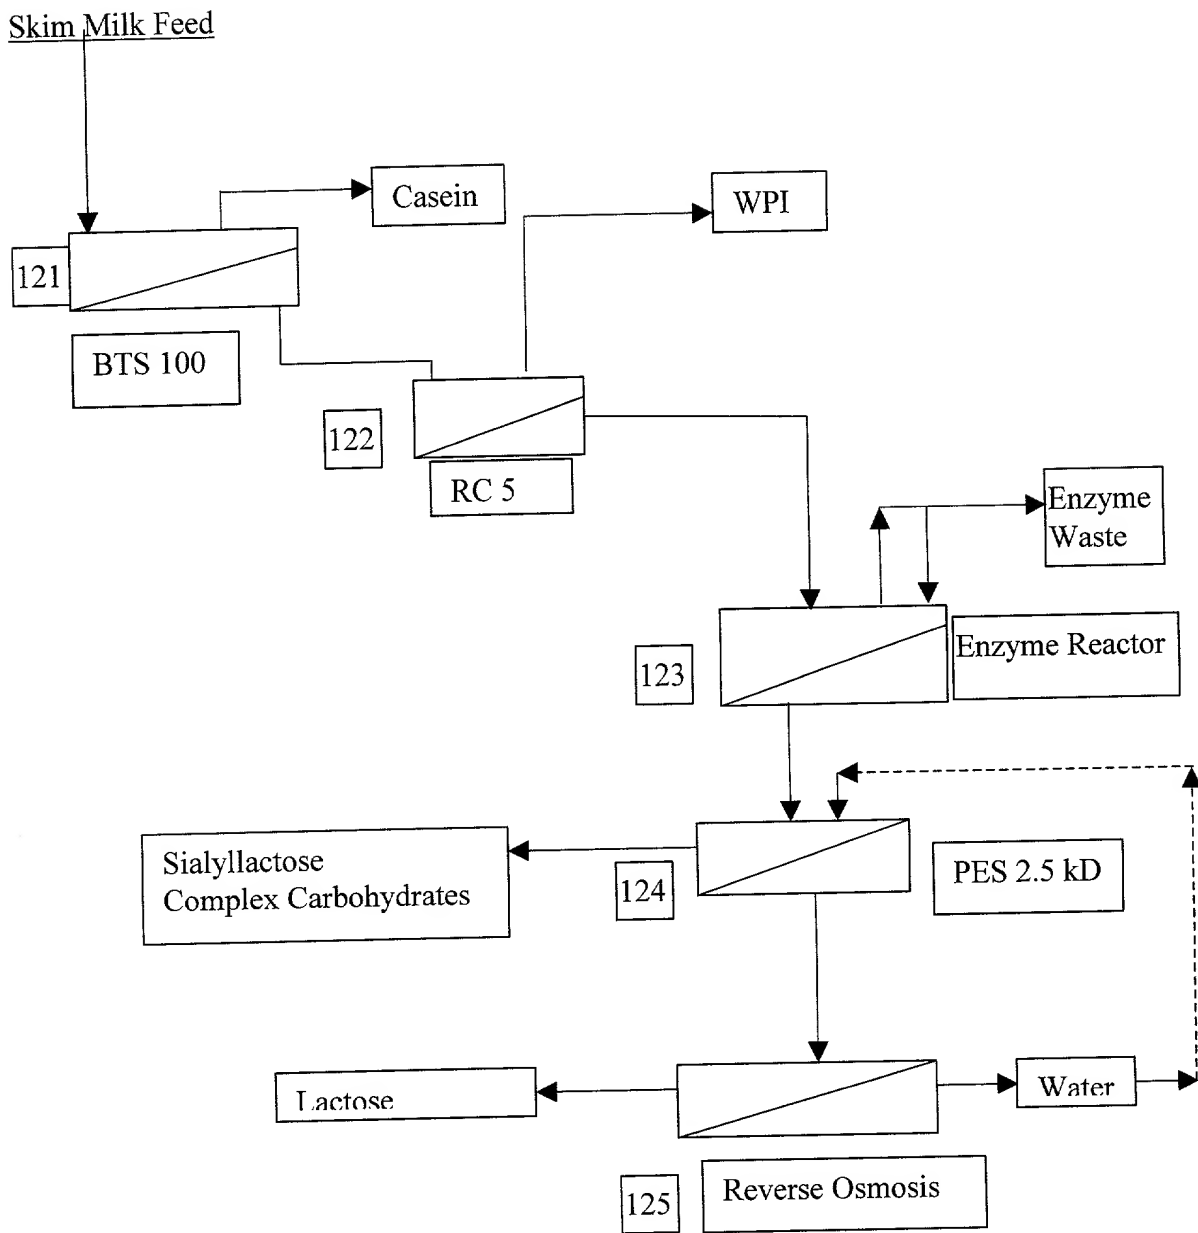 Skim Milk Feed
Casein
WPI
121
BTS 100
122
RC 5
Enzyme
Waste
123
Enzyme Reactor
Sialyllactose
Complex Carbohydrates
124
PES 2.5 kD
Lactose
Water
125
Reverse Osmosis